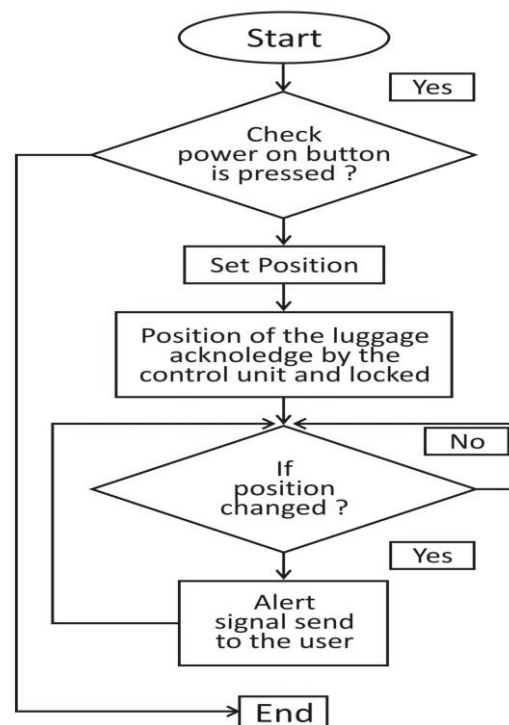 Start
Yes
Check
power on button
is pressed ?
Set Position
Position of the luggage
acknoledge by the
control unit and locked
No
If
position
changed ?
Yes
Alert
signal send
to the user
End